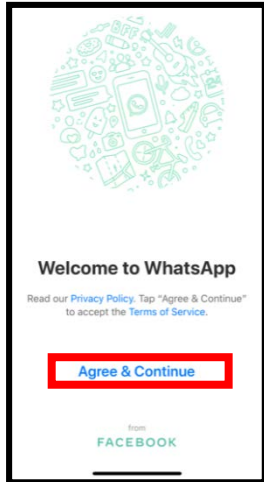 Welcome to WhatsApp
Read our Privacy Policy. Tap "Agree & Continue"
to accept the Terms of Service.
Agree & Continue
from
FACEBOOK